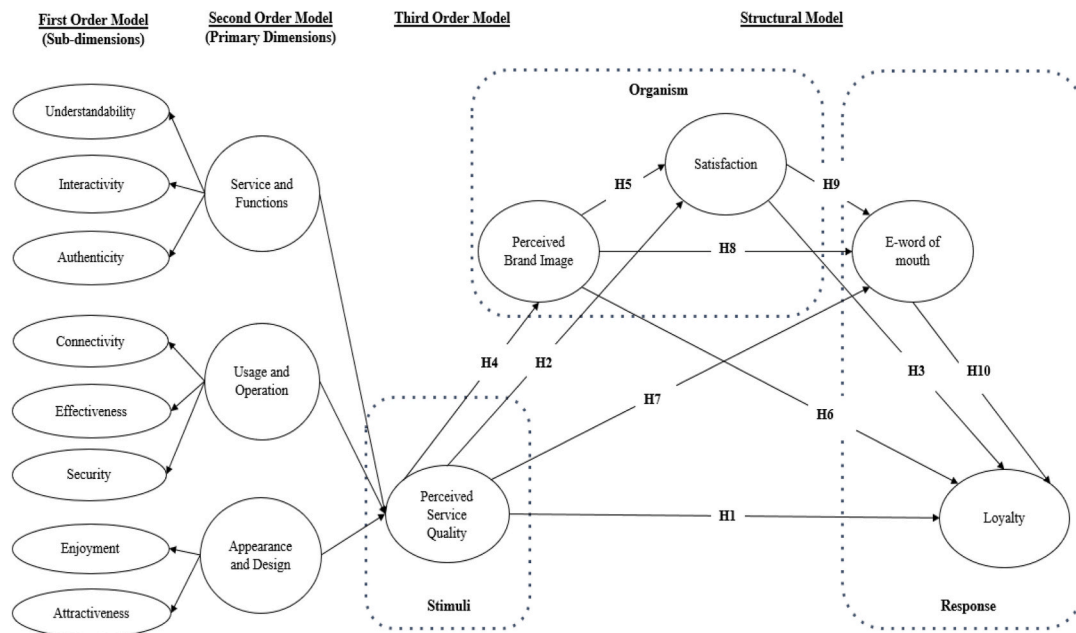 First Order Model
(Sub-dimensions)
Second Order Model
(Primary Dimensions)
Third Order Model
Structural Model
Understandability
Interactivity
Authenticity
Connectivity
Effectiveness
Security
Enjoyment
Attractiveness
Service and
Functions
Usage and
Operation
Appearance
and Design
Perceived
Service
Quality
Stimuli
Organism
Satisfaction
Perceived
Brand Image
E-word of
mouth
Loyalty
Response
H5
H9
H8
H4
H2
H3
H10
H7
H6
H1